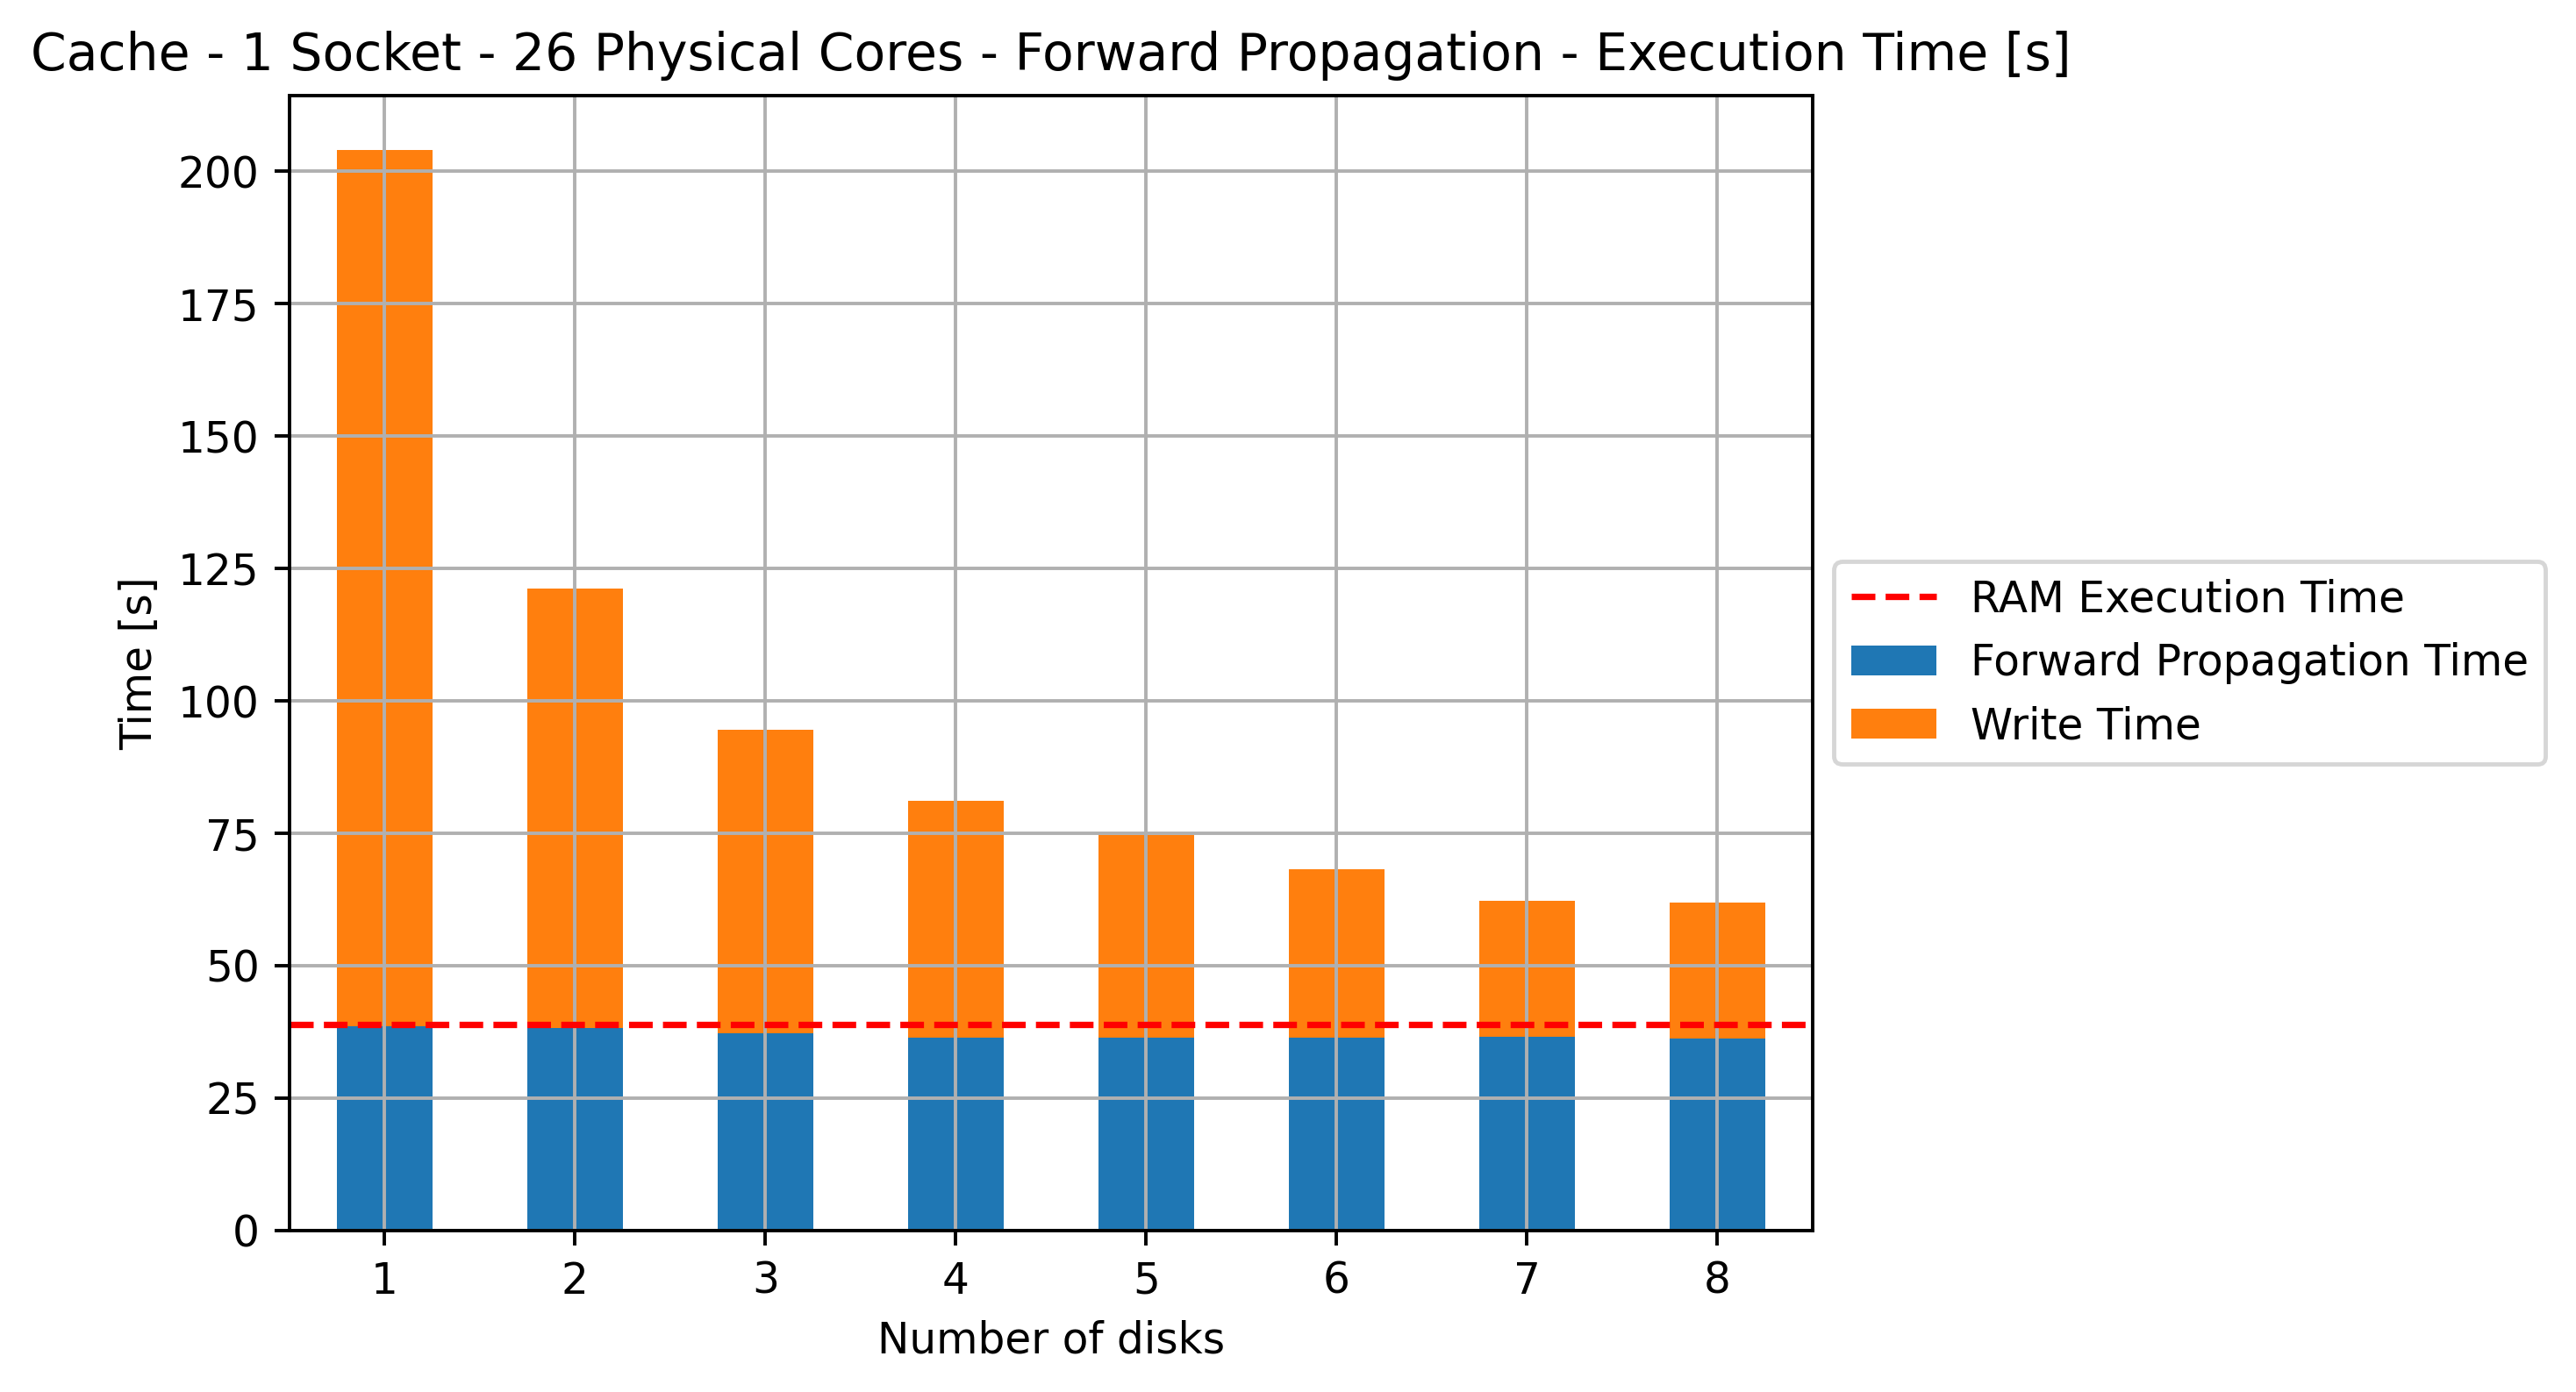 Cache - 1 Socket - 26 Physical Cores - Forward Propagation - Execution Time [s]
Time [s]
200
175
150
125
100
75
50
25
0
1 2 3 4 5 6 7 8
Number of disks
RAM Execution Time
Forward Propagation Time
Write Time